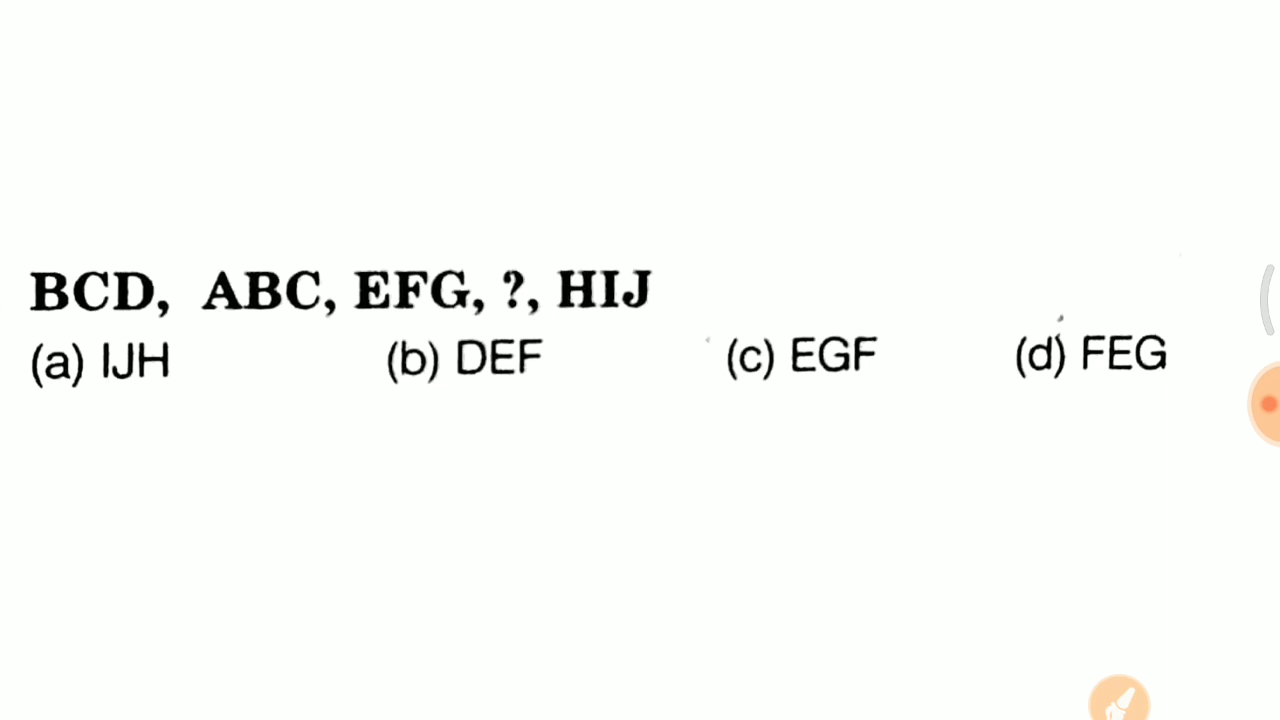 BCD, ABC, EFG, ?, HIJ
(a) IJH (b) DEF (c) EGF (d) FEG